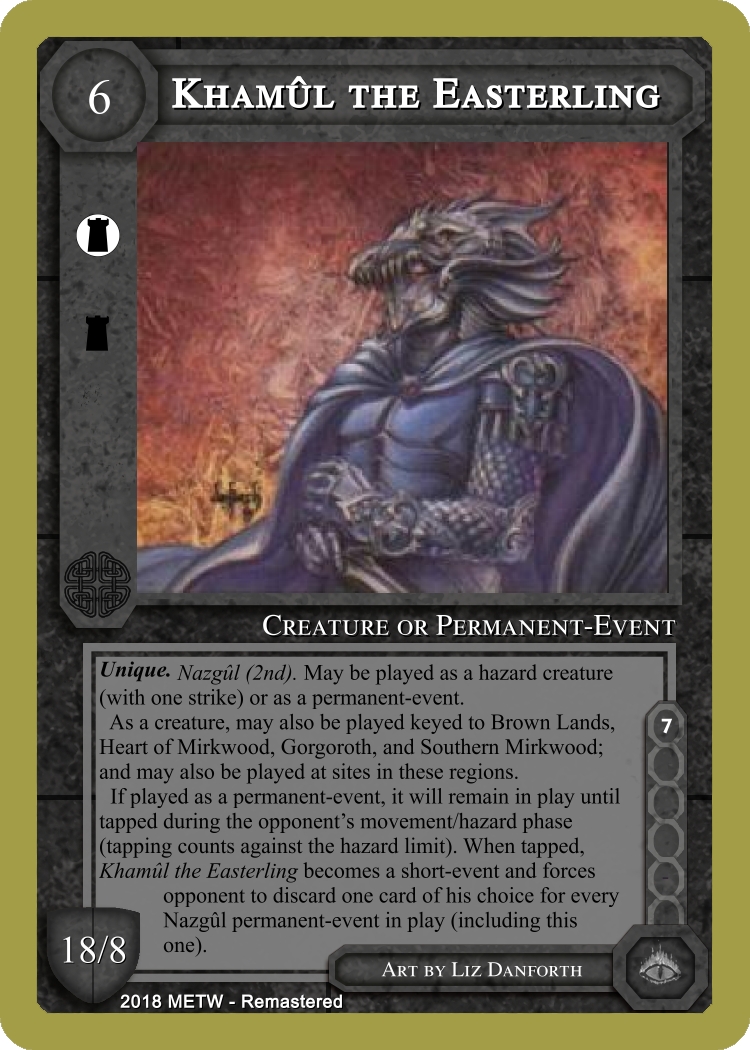 6
Khamûl the Easterling
Creature or Permanent-Event
Unique. Nazgûl (2nd). May be played as a hazard creature
(with one strike) or as a permanent-event.
As a creature, may also be played keyed to Brown Lands,
Heart of Mirkwood, Gorgoroth, and Southern Mirkwood;
and may also be played at sites in these regions.
If played as a permanent-event, it will remain in play until
tapped during the opponent's movement/hazard phase
(tapping counts against the hazard limit). When tapped,
Khamûl the Easterling becomes a short-event and forces
opponent to discard one card of his choice for every
Nazgûl permanent-event in play (including this
one).
7
18/8
Art by Liz Danforth
2018 METW - Remastered